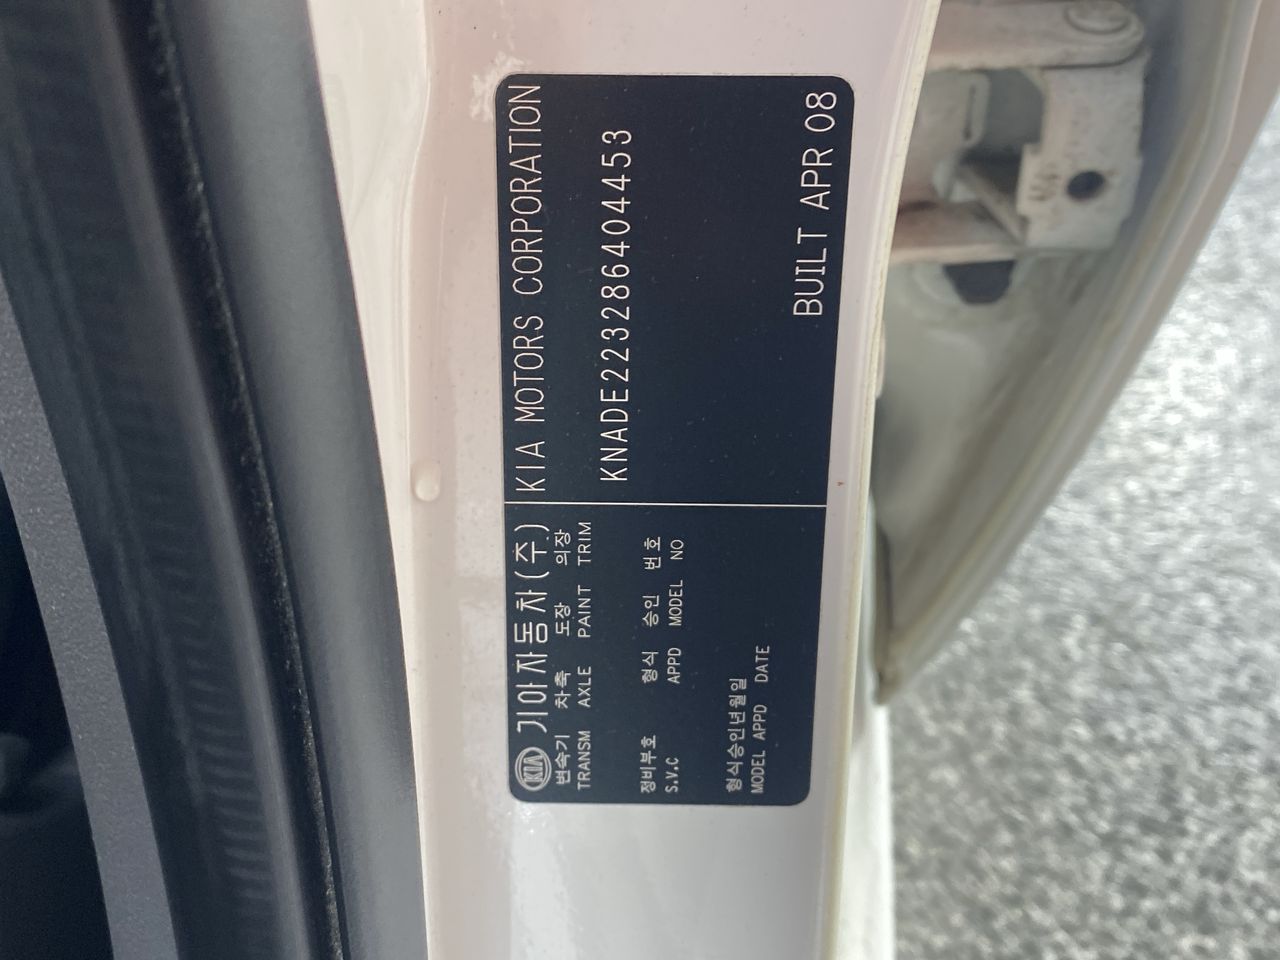 KIA 기아자동차(주) KIA MOTORS CORPORATION
변속기 차축 도장 의장
TRANSM AXLE PAINT TRIM
KNADE223286404453
정비부호 형식 승인 번호
S.V.C APPD MODEL NO
형식승인년월일
MODEL APPD DATE
BUILT APR 08